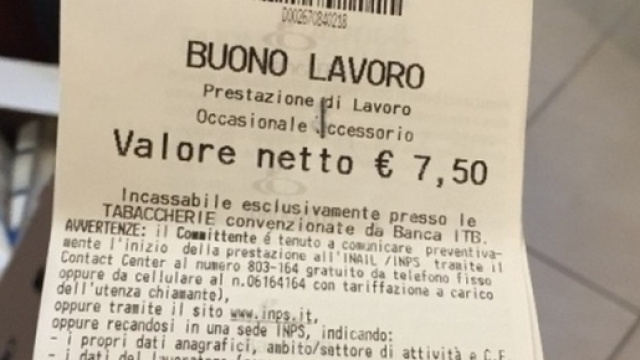 D002670840218
BUONO LAVORO
Prestazione di Lavoro
Occasionale Accessorio
Valore netto € 7,50
Incassabile esclusivamente presso le
TABACCHERIE convenzionate da Banca ITB.
AVVERTENZE: il Committente é tenuto a comunicare preventiva-
mente l'inizio della prestazione all'INAIL /INPS tramite il
Contact Center al numero 803-164 gratuito da telefono fisso
oppure da cellulare al n.06164164 con tariffazione a carico
dell'utenza chiamante),
oppure tramite il sito www.inps.it,
oppure recandosi in una sede INPS, indicando:
- i propri dati anagrafici, ambito/settore di attività e C.F.
- i dati del